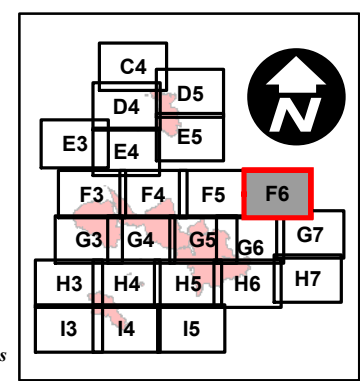 C4
D4 D5
N
E3 E4 E5
F3 F4 F5 F6
G3 G4 G5 G6 G7
H3 H4 H5 H6 H7
I3 I4 I5
s